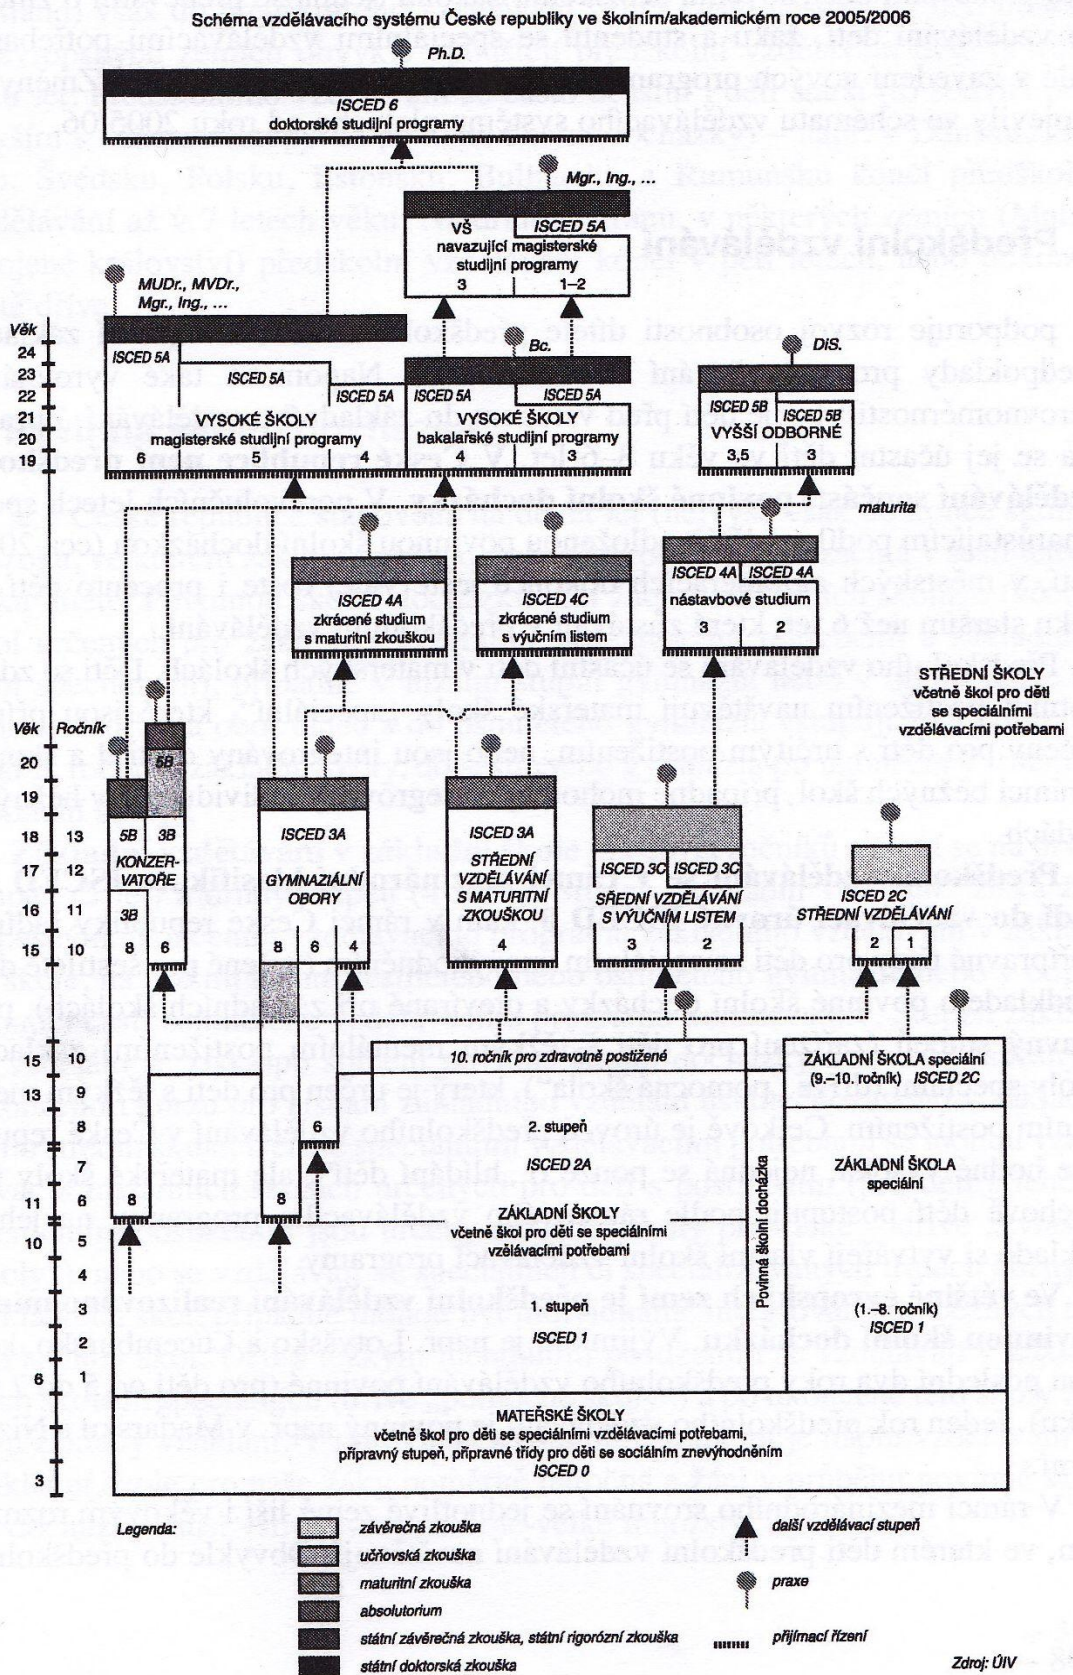 Schéma vzdělávacího systému České republiky ve školním/akademickém roce 2005/2006
Ph.D.
ISCED 6
doktorské studijní programy
Mgr., Ing., ...
VŠ
ISCED 5A
navazující magisterské
studijní programy
3
1–2
MUDr., MVDr.,
Mgr., Ing., ...
Věk
24
23
22
21
20
19
ISCED 5A
ISCED 5A
ISCED 5A
VYSOKÉ ŠKOLY
magisterské studijní programy
6
5
4
Bc.
ISCED 5A
ISCED 5A
VYSOKÉ ŠKOLY
bakalářské studijní programy
4
3
DiS.
ISCED 5B
ISCED 5B
VYŠŠÍ ODBORNÉ
3,5
3
maturita
ISCED 4A
zkrácené studium
s maturitní zkouškou
ISCED 4C
zkrácené studium
s výučním listem
ISCED 4A
ISCED 4A
nástavbové studium
3
2
STŘEDNÍ ŠKOLY
včetně škol pro děti
se speciálními
vzdělávacími potřebami
Věk
Ročník
20
19
18
13
17
12
16
11
15
10
5B
5B
3B
KONZER-
VATOŘE
3B
8
6
ISCED 3A
GYMNAZIÁLNÍ
OBORY
8
6
4
ISCED 3A
STŘEDNÍ
VZDĚLÁVÁNÍ
S MATURITNÍ
ZKOUŠKOU
4
ISCED 3C
ISCED 3C
SŘEDNÍ VZDĚLÁVÁNÍ
S VÝUČNÍM LISTEM
3
2
ISCED 2C
STŘEDNÍ VZDĚLÁVÁNÍ
2
1
15
10
13
9
8
7
11
6
10
5
4
3
2
6
1
3
10. ročník pro zdravotně postižené
ZÁKLADNÍ ŠKOLA speciální
(9.–10. ročník) ISCED 2C
8
8
6
2. stupeň
ISCED 2A
ZÁKLADNÍ ŠKOLY
včetně škol pro děti se speciálními
vzělávacími potřebami
1. stupeň
ISCED 1
Povinná školní docházka
ZÁKLADNÍ ŠKOLA
speciální
(1.–8. ročník)
ISCED 1
MATEŘSKÉ ŠKOLY
včetně škol pro děti se speciálními vzdělávacími potřebami,
přípravný stupeň, přípravné třídy pro děti se sociálním znevýhodněním
ISCED 0
Legenda:
závěrečná zkouška
učňovská zkouška
maturitní zkouška
absolutorium
státní závěrečná zkouška, státní rigorózní zkouška
státní doktorská zkouška
další vzdělávací stupeň
praxe
přijímací řízení
Zdroj: ÚIV